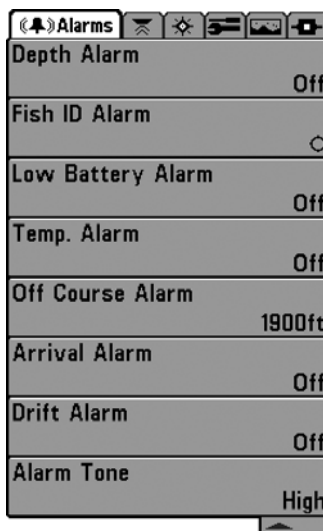 Alarms
Depth Alarm
Off
Fish ID Alarm
Low Battery Alarm
Off
Temp. Alarm
Off
Off Course Alarm
1900ft
Arrival Alarm
Off
Drift Alarm
Off
Alarm Tone
High